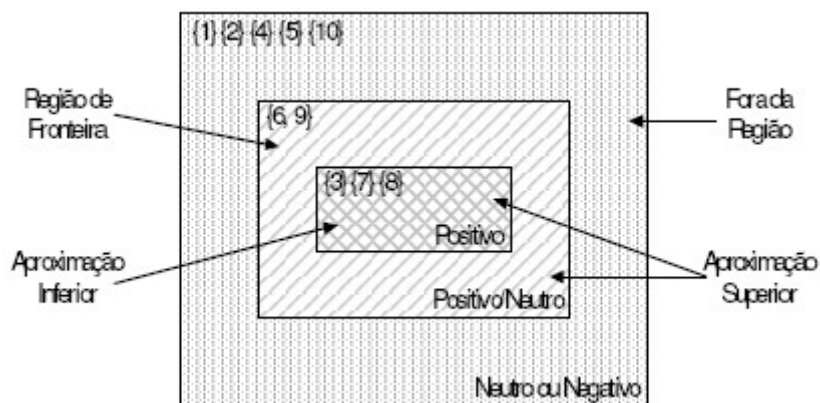 {1} {2} {4} {5} {10}
Região de
Fronteira
Fora da
Região
{6, 9}
{3} {7} {8}
Positivo
Aproximação
Inferior
Aproximação
Superior
Positivo/Neutro
Neutro ou Negativo